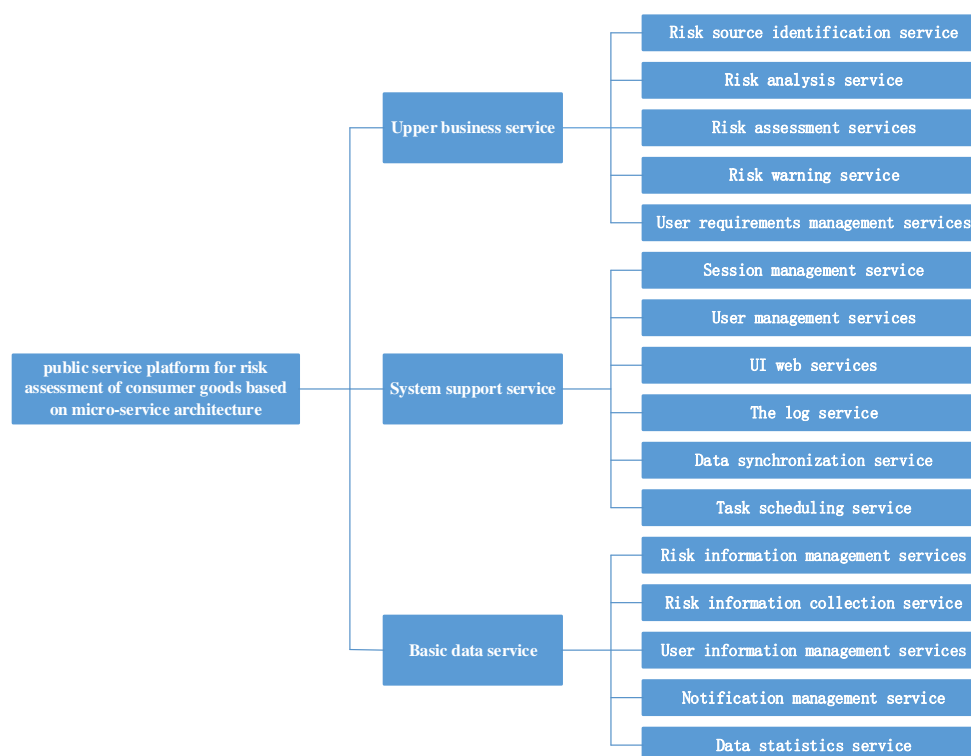 public service platform for risk
assessment of consumer goods based
on micro-service architecture
Upper business service
Risk source identification service
Risk analysis service
Risk assessment services
Risk warning service
User requirements management services
System support service
Session management service
User management services
UI web services
The log service
Data synchronization service
Task scheduling service
Basic data service
Risk information management services
Risk information collection service
User information management services
Notification management service
Data statistics service